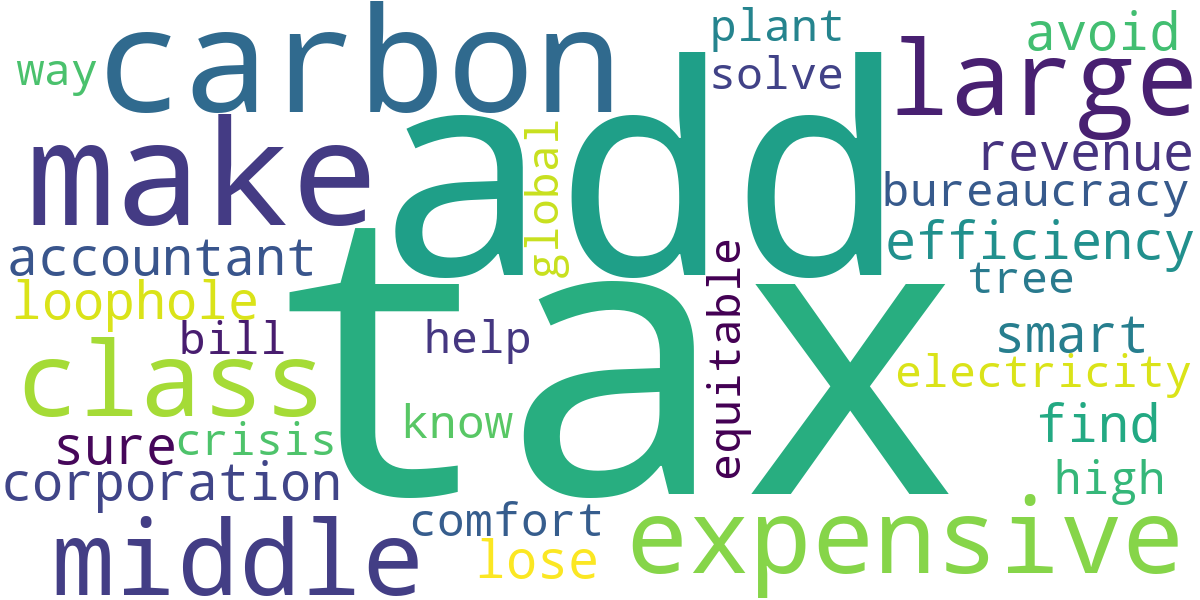 carbon
plant
avoid
way
solve
large
add
make
global
revenue
bureaucracy
accountant
efficiency
loophole
tax
equitable
tree
bill
help
smart
class
electricity
know
find
sure
crisis
corporation
high
middle
comfort
expensive
lose